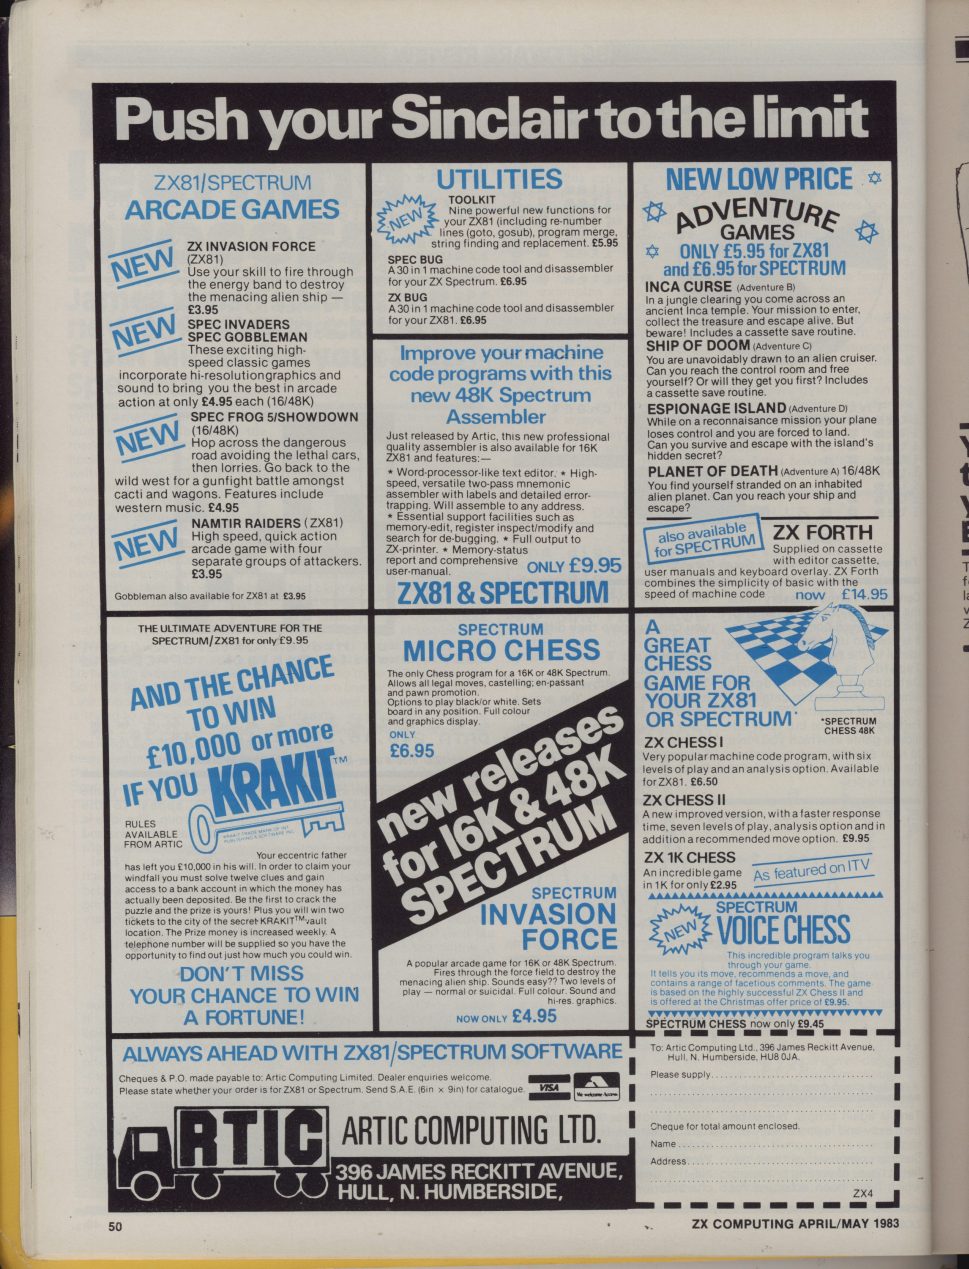 Push your Sinclair to the limit
ZX81/SPECTRUM
ARCADE GAMES
NEW
ZX INVASION FORCE
(ZX81)
Use your skill to fire through
the energy band to destroy
the menacing alien ship —
£3.95
NEW
SPEC INVADERS
SPEC GOBBLEMAN
These exciting high-
speed classic games
incorporate hi-resolutiongraphics and
sound to bring you the best in arcade
action at only £4.95 each (16/48K)
NEW
SPEC FROG 5/SHOWDOWN
(16/48K)
Hop across the dangerous
road avoiding the lethal cars,
then lorries. Go back to the
wild west for a gunfight battle amongst
cacti and wagons. Features include
western music. £4.95
NEW
NAMTIR RAIDERS (ZX81)
High speed, quick action
arcade game with four
separate groups of attackers.
£3.95
Gobbleman also available for ZX81 at £3.95
UTILITIES
NEW
TOOLKIT
Nine powerful new functions for
your ZX81 (including re-number
lines (goto, gosub), program merge,
string finding and replacement. £5.95
SPEC BUG
A 30 in 1 machine code tool and disassembler
for your ZX Spectrum. £6.95
ZX BUG
A 30 in 1 machine code tool and disassembler
for your ZX81. £6.95
Improve your machine
code programs with this
new 48K Spectrum
Assembler
Just released by Artic, this new professional
quality assembler is also available for 16K
ZX81 and features:—
* Word-processor-like text editor. * High-
speed, versatile two-pass mnemonic
assembler with labels and detailed error-
trapping. Will assemble to any address.
* Essential support facilities such as
memory-edit, register inspect/modify and
search for de-bugging. * Full output to
ZX-printer. * Memory-status
report and comprehensive
user-manual. ONLY £9.95
ZX81 & SPECTRUM
NEW LOW PRICE
ADVENTURE
GAMES
ONLY £5.95 for ZX81
and £6.95 for SPECTRUM
INCA CURSE (Adventure B)
In a jungle clearing you come across an
ancient Inca temple. Your mission to enter,
collect the treasure and escape alive. But
beware! Includes a cassette save routine.
SHIP OF DOOM (Adventure C)
You are unavoidably drawn to an alien cruiser.
Can you reach the control room and free
yourself? Or will they get you first? Includes
a cassette save routine.
ESPIONAGE ISLAND (Adventure D)
While on a reconnaisance mission your plane
loses control and you are forced to land.
Can you survive and escape with the island's
hidden secret?
PLANET OF DEATH (Adventure A) 16/48K
You find yourself stranded on an inhabited
alien planet. Can you reach your ship and
escape?
also available
for SPECTRUM
ZX FORTH
Supplied on cassette
with editor cassette,
user manuals and keyboard overlay. ZX Forth
combines the simplicity of basic with the
speed of machine code now £14.95
THE ULTIMATE ADVENTURE FOR THE
SPECTRUM/ZX81 for only £9.95
AND THE CHANCE
TO WIN
£10,000 or more
IF YOU KRAKIT™
RULES
AVAILABLE
FROM ARTIC
KRAKIT TRADE MARK OF INT.
PUBLISHING & SOFTWARE INC.
Your eccentric father
has left you £10,000 in his will. In order to claim your
windfall you must solve twelve clues and gain
access to a bank account in which the money has
actually been deposited. Be the first to crack the
puzzle and the prize is yours! Plus you will win two
tickets to the city of the secret KRAKIT™-vault
location. The Prize money is increased weekly. A
telephone number will be supplied so you have the
opportunity to find out just how much you could win.
DON'T MISS
YOUR CHANCE TO WIN
A FORTUNE!
SPECTRUM
MICRO CHESS
The only Chess program for a 16K or 48K Spectrum.
Allows all legal moves, castelling; en-passant
and pawn promotion.
Options to play black/or white. Sets
board in any position. Full colour
and graphics display.
ONLY
£6.95
new releases
for 16K & 48K
SPECTRUM
SPECTRUM
INVASION
FORCE
A popular arcade game for 16K or 48K Spectrum.
Fires through the force field to destroy the
menacing alien ship. Sounds easy?? Two levels of
play — normal or suicidal. Full colour. Sound and
hi-res. graphics.
NOW ONLY £4.95
A
GREAT
CHESS
GAME FOR
YOUR ZX81
OR SPECTRUM*
*SPECTRUM
CHESS 48K
ZX CHESS I
Very popular machine code program, with six
levels of play and an analysis option. Available
for ZX81. £6.50
ZX CHESS II
A new improved version, with a faster response
time, seven levels of play, analysis option and in
addition a recommended move option. £9.95
ZX 1K CHESS
An incredible game
in 1K for only £2.95
As featured on ITV
NEW
SPECTRUM
VOICE CHESS
This incredible program talks you
through your game.
It tells you its move, recommends a move, and
contains a range of facetious comments. The game
is based on the highly successful ZX Chess II and
is offered at the Christmas offer price of £9.95.
SPECTRUM CHESS now only £9.45
ALWAYS AHEAD WITH ZX81/SPECTRUM SOFTWARE
Cheques & P.O. made payable to: Artic Computing Limited. Dealer enquiries welcome.
Please state whether your order is for ZX81 or Spectrum. Send S.A.E. (6in × 9in) for catalogue.
VISA
We welcome Access
ARTIC
ARTIC COMPUTING LTD.
396 JAMES RECKITT AVENUE,
HULL, N. HUMBERSIDE,
To: Artic Computing Ltd., 396 James Reckitt Avenue,
Hull, N. Humberside, HU8 0JA.
Please supply
Cheque for total amount enclosed.
Name
Address
ZX4
50
ZX COMPUTING APRIL/MAY 1983